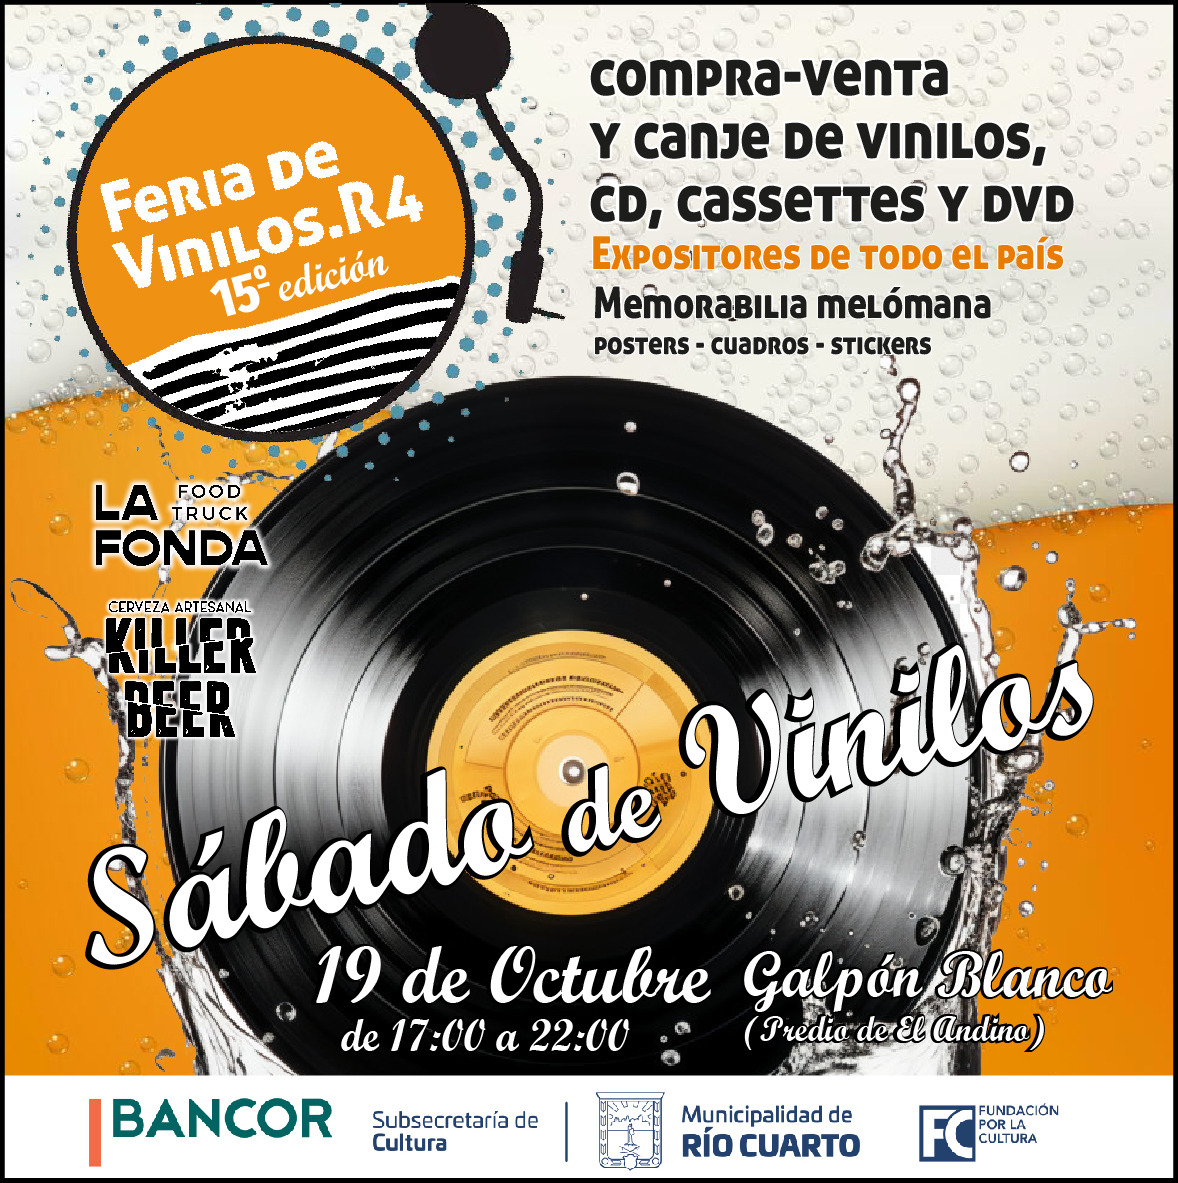 Feria de
Vinilos.R4
15º edición
compra-venta
y canje de vinilos,
CD, cassettes y DVD
Expositores de todo el país
Memorabilia melómana
posters - cuadros - stickers
LA FOOD TRUCK
FONDA
CERVEZA ARTESANAL
KILLER
BEER
Sábado de Vinilos
19 de Octubre
de 17:00 a 22:00
Galpón Blanco
(Predio de El Andino)
BANCOR
Subsecretaría de
Cultura
Municipalidad de
RÍO CUARTO
FC
FUNDACIÓN
POR LA
CULTURA